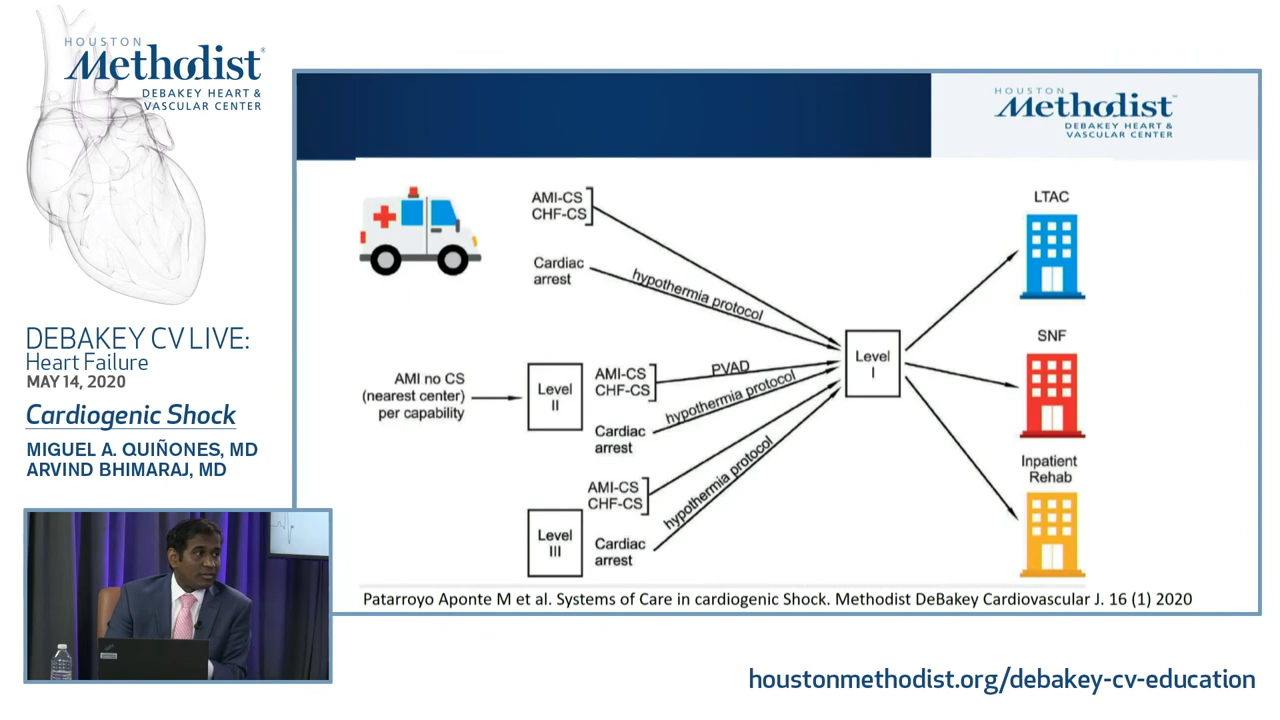 HOUSTON
Methodist®
DEBAKEY HEART &
VASCULAR CENTER
DEBAKEY CV LIVE:
Heart Failure
MAY 14, 2020
Cardiogenic Shock
MIGUEL A. QUIÑONES, MD
ARVIND BHIMARAJ, MD
HOUSTON
Methodist
DEBAKEY HEART &
VASCULAR CENTER
AMI-CS
CHF-CS
Cardiac
arrest
hypothermia protocol
AMI no CS
(nearest center)
per capability
Level
II
AMI-CS
CHF-CS
PVAD
hypothermia protocol
Cardiac
arrest
Level
III
AMI-CS
CHF-CS
hypothermia protocol
Cardiac
arrest
Level
I
LTAC
SNF
Inpatient
Rehab
Patarroyo Aponte M et al. Systems of Care in cardiogenic Shock. Methodist DeBakey Cardiovascular J. 16 (1) 2020
houstonmethodist.org/debakey-cv-education